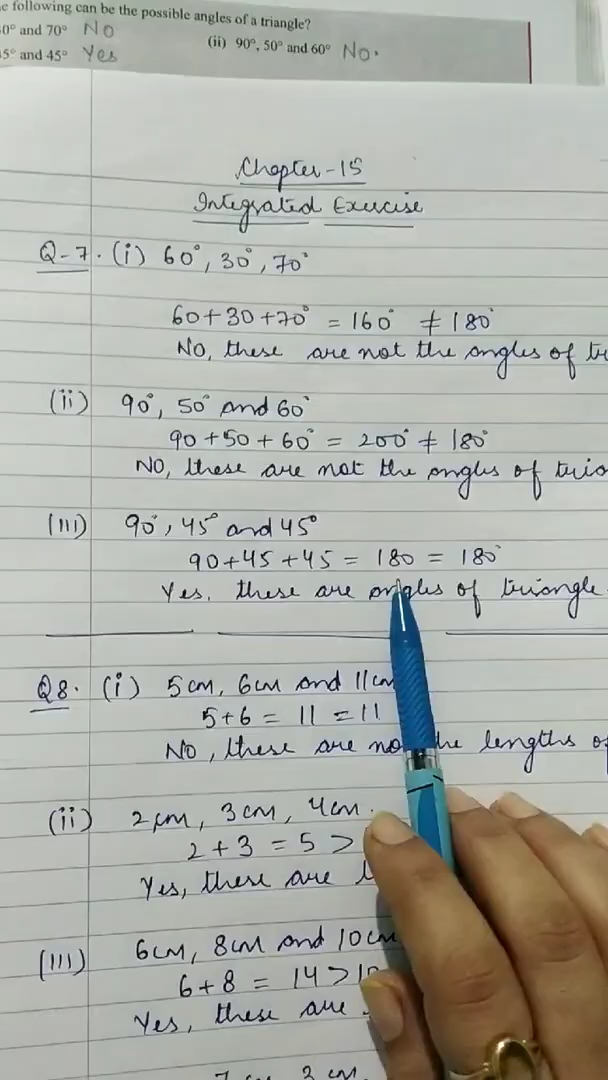 e following can be the possible angles of a triangle?
0° and 70° No
(ii) 90°, 50° and 60° No.
5° and 45° Yes
Chapter-15
Integrated Exercise
Q-7. (i) 60°, 30°, 70°
60+30+70° = 160° ≠ 180°
No, these are not the angles of
(ii) 90°, 50° and 60°
90+50+60° = 200° ≠ 180°
NO, these are not the angles of
(III) 90°, 45° and 45°
90+45+45 = 180 = 180°
Yes, these are angles of triangle
Q8. (i) 5cm, 6cm and 11cm
5+6 = 11 = 11
No, these are not the lengths of
(ii) 2cm, 3cm, 4cm.
2+3 = 5 >
Yes, these are
(III) 6cm, 8cm and 10cm
6+8 = 14 > 10
Yes, these are
3 cm